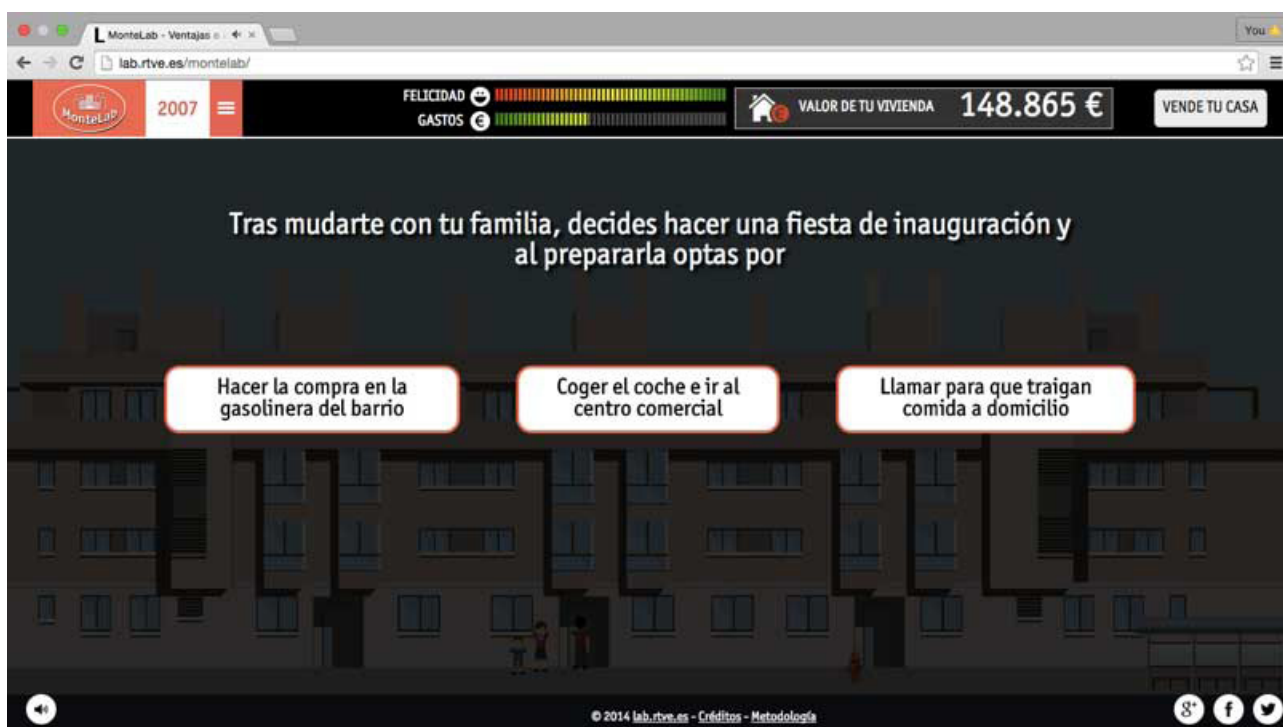 MonteLab - Ventajas
You
lab.rtve.es/montelab/
MonteLab
2007
FELICIDAD
GASTOS €
VALOR DE TU VIVIENDA 148.865 €
VENDE TU CASA
Tras mudarte con tu familia, decides hacer una fiesta de inauguración y
al prepararla optas por
Hacer la compra en la
gasolinera del barrio
Coger el coche e ir al
centro comercial
Llamar para que traigan
comida a domicilio
© 2014 lab.rtve.es - Créditos - Metodología